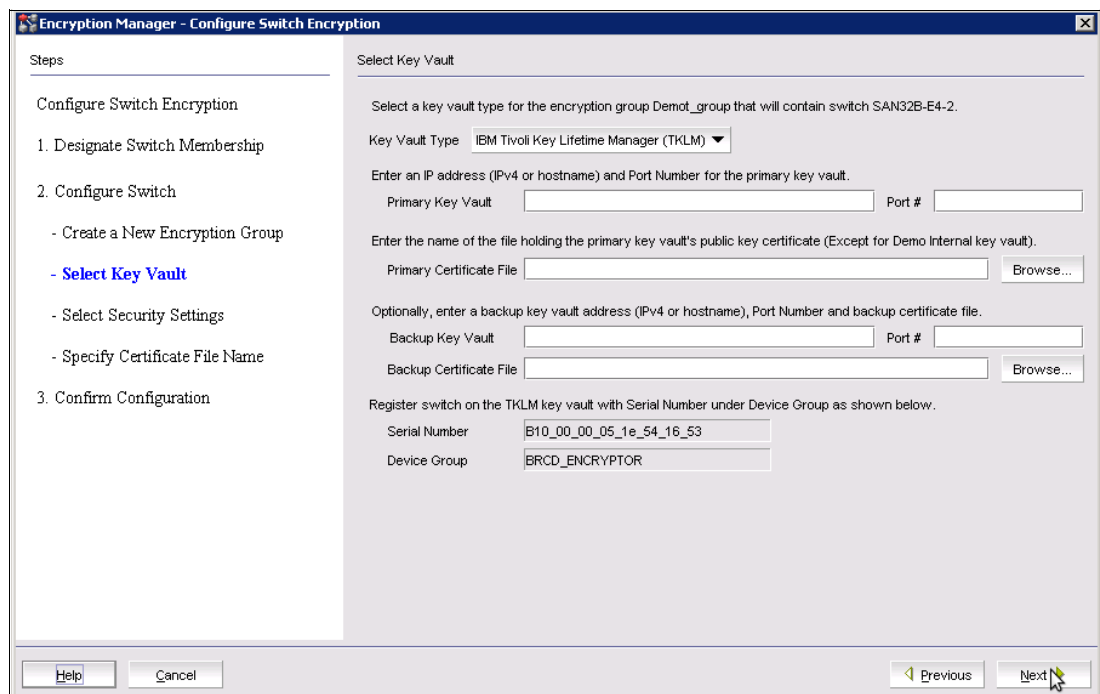 Encryption Manager - Configure Switch Encryption
Steps
Configure Switch Encryption
1. Designate Switch Membership
2. Configure Switch
- Create a New Encryption Group
- Select Key Vault
- Select Security Settings
- Specify Certificate File Name
3. Confirm Configuration
Select Key Vault
Select a key vault type for the encryption group Demot_group that will contain switch SAN32B-E4-2.
Key Vault Type IBM Tivoli Key Lifetime Manager (TKLM)
Enter an IP address (IPv4 or hostname) and Port Number for the primary key vault.
Primary Key Vault Port #
Enter the name of the file holding the primary key vault's public key certificate (Except for Demo Internal key vault).
Primary Certificate File Browse...
Optionally, enter a backup key vault address (IPv4 or hostname), Port Number and backup certificate file.
Backup Key Vault Port #
Backup Certificate File Browse...
Register switch on the TKLM key vault with Serial Number under Device Group as shown below.
Serial Number B10_00_00_05_1e_54_16_53
Device Group BRCD_ENCRYPTOR
Help Cancel Previous Next